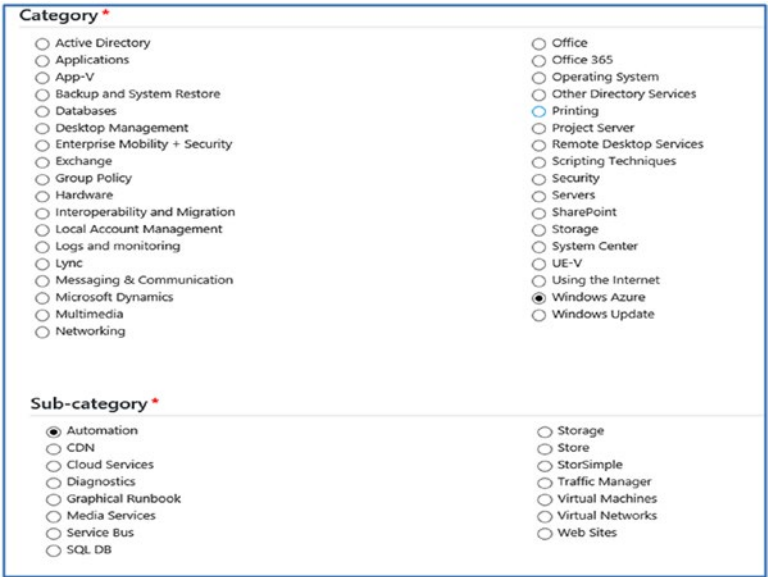 Category *
Active Directory
Applications
App-V
Backup and System Restore
Databases
Desktop Management
Enterprise Mobility + Security
Exchange
Group Policy
Hardware
Interoperability and Migration
Local Account Management
Logs and monitoring
Lync
Messaging & Communication
Microsoft Dynamics
Multimedia
Networking
Office
Office 365
Operating System
Other Directory Services
Printing
Project Server
Remote Desktop Services
Scripting Techniques
Security
Servers
SharePoint
Storage
System Center
UE-V
Using the Internet
Windows Azure
Windows Update
Sub-category *
Automation
CDN
Cloud Services
Diagnostics
Graphical Runbook
Media Services
Service Bus
SQL DB
Storage
Store
StorSimple
Traffic Manager
Virtual Machines
Virtual Networks
Web Sites